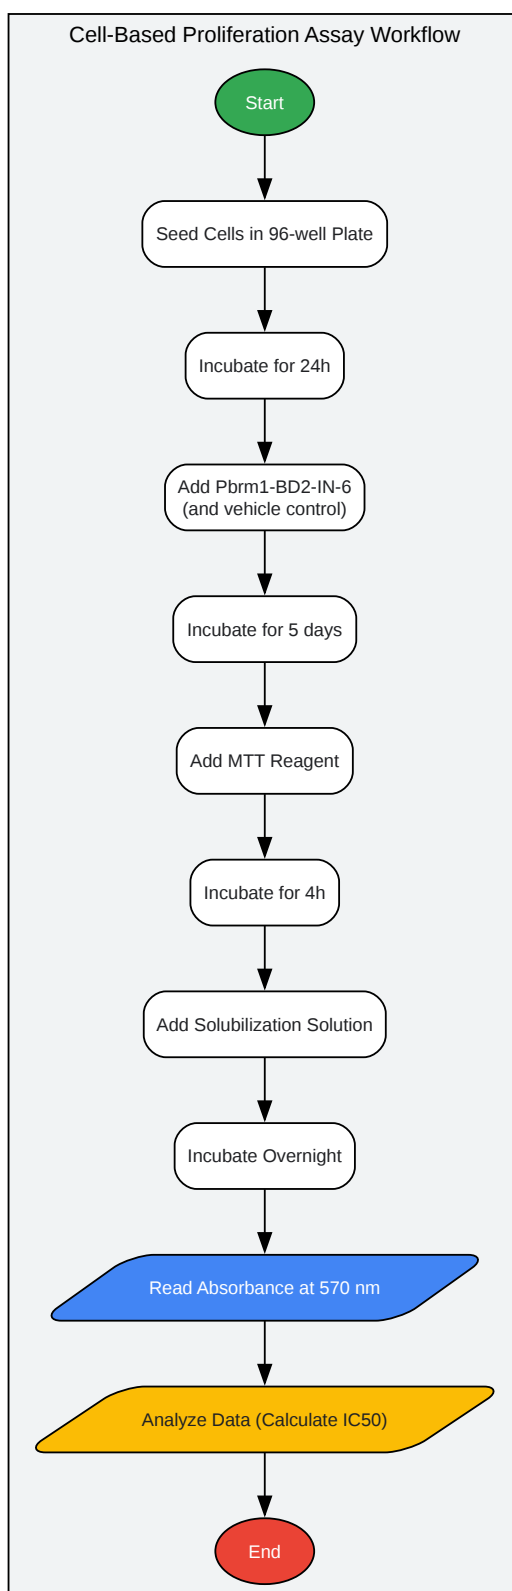 Cell-Based Proliferation Assay Workflow
Start
Seed Cells in 96-well Plate
Incubate for 24h
Add Pbrm1-BD2-IN-6
(and vehicle control)
Incubate for 5 days
Add MTT Reagent
Incubate for 4h
Add Solubilization Solution
Incubate Overnight
Read Absorbance at 570 nm
Analyze Data (Calculate IC50)
End